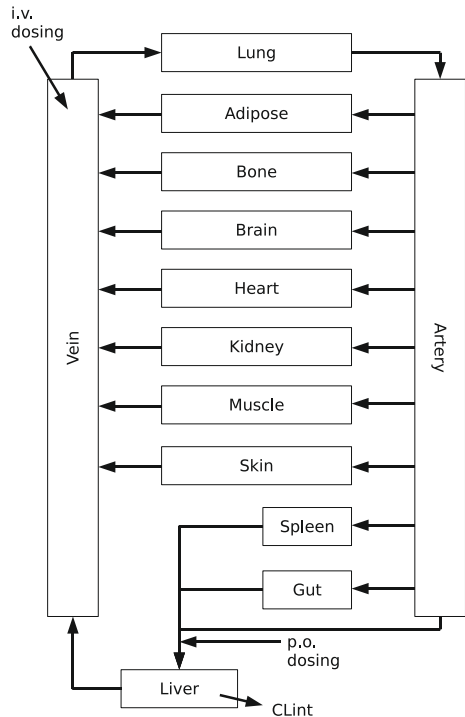 i.v.
dosing
Lung
Adipose
Bone
Brain
Heart
Kidney
Muscle
Skin
Spleen
Gut
Vein
Artery
p.o.
dosing
Liver
CLint